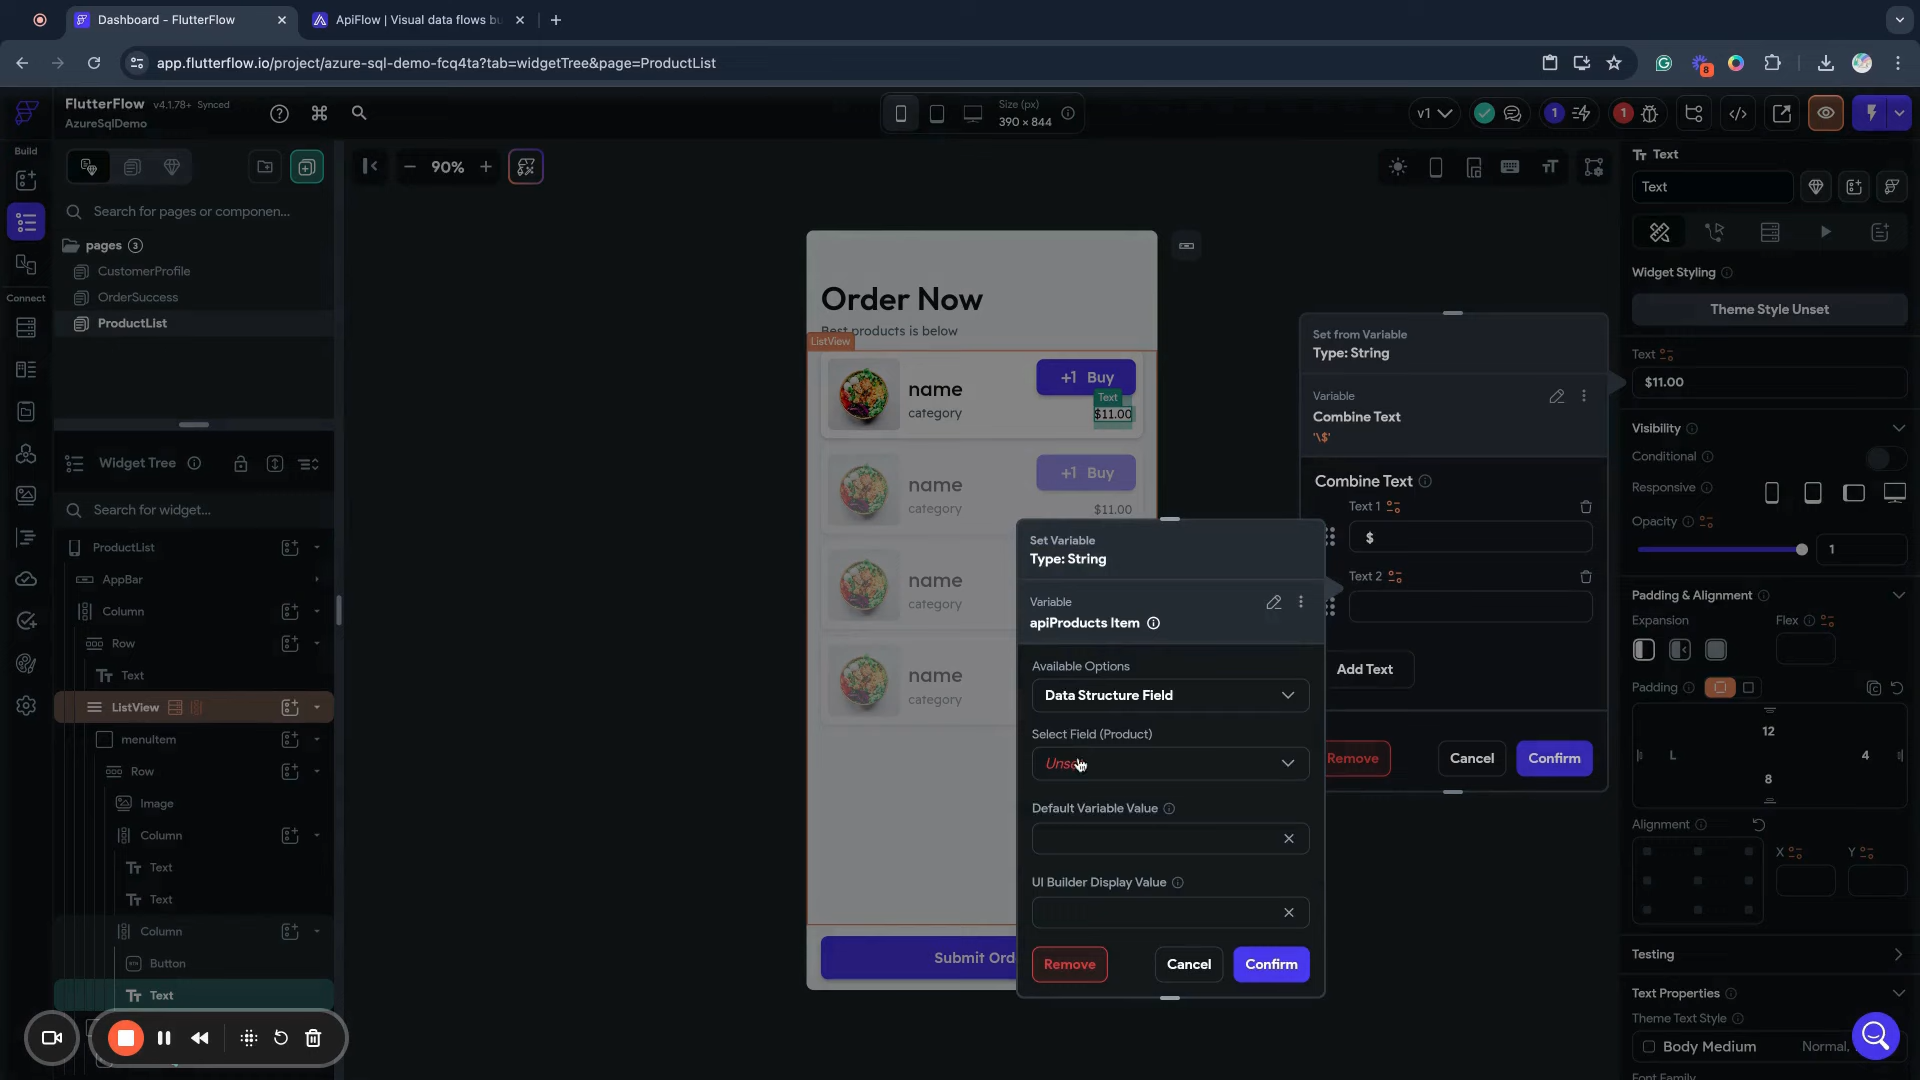 Dashboard - FlutterFlow
ApiFlow | Visual data flows bu
app.flutterflow.io/project/azure-sql-demo-fcq4ta?tab=widgetTree&page=ProductList
8
FlutterFlow v4.1.78+ Synced
AzureSqlDemo
Size (px)
390 × 844
v1
1
1
Build
90%
Search for pages or componen...
pages 3
CustomerProfile
OrderSuccess
ProductList
Connect
Widget Tree
Search for widget...
ProductList
AppBar
Column
Row
Text
ListView
menuItem
Row
Image
Column
Text
Text
Column
Button
Text
Order Now
Best products is below
ListView
name
category
+1 Buy
Text
$11.00
name
category
+1 Buy
$11.00
name
category
name
category
Submit Ord
Set Variable
Type: String
Variable
apiProducts Item
Available Options
Data Structure Field
Select Field (Product)
Default Variable Value
UI Builder Display Value
Remove
Cancel
Confirm
Set from Variable
Type: String
Variable
Combine Text
'\$'
Combine Text
Text 1
$
Text 2
Add Text
Remove
Cancel
Confirm
Text
Text
Widget Styling
Theme Style Unset
Text
$11.00
Visibility
Conditional
Responsive
Opacity
1
Padding & Alignment
Expansion
Flex
Padding
12
L
4
8
Alignment
X
Y
Testing
Text Properties
Theme Text Style
Body Medium
Normal,